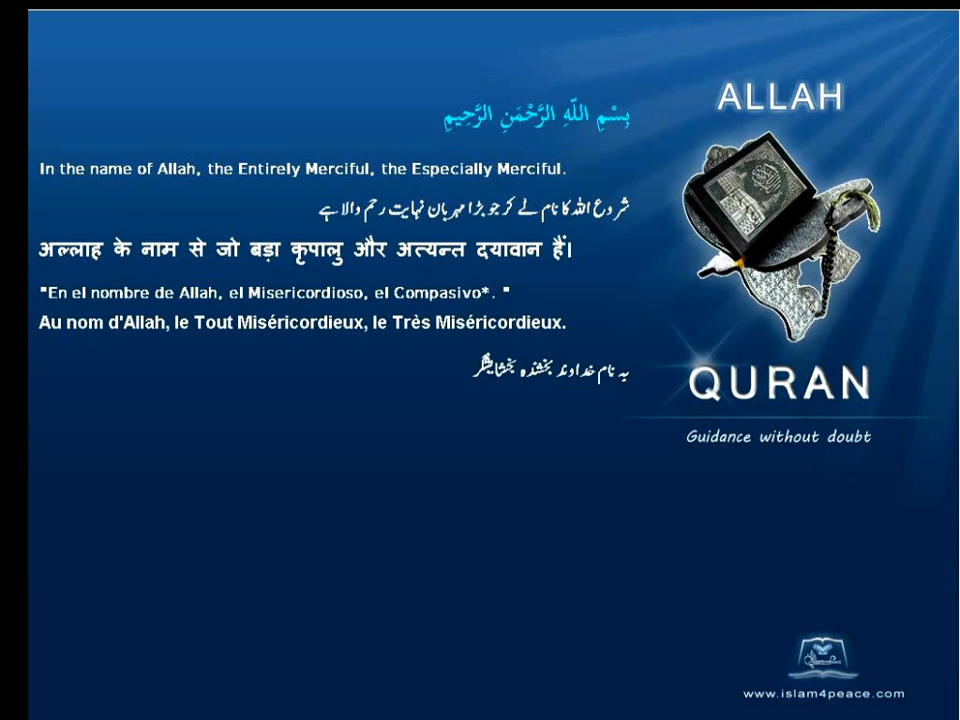 بِسْمِ اللّهِ الرَّحْمَنِ الرَّحِيمِ
In the name of Allah, the Entirely Merciful, the Especially Merciful.
شروع الله کا نام لے کر جو بڑا مہربان نہایت رحم والا ہے
अल्लाह के नाम से जो बड़ा कृपालु और अत्यन्त दयावान हैं।
"En el nombre de Allah, el Misericordioso, el Compasivo*. "
Au nom d'Allah, le Tout Miséricordieux, le Très Miséricordieux.
به نام خداوند بخشنده بخشایشگر
ALLAH
QURAN
Guidance without doubt
www.islam4peace.com